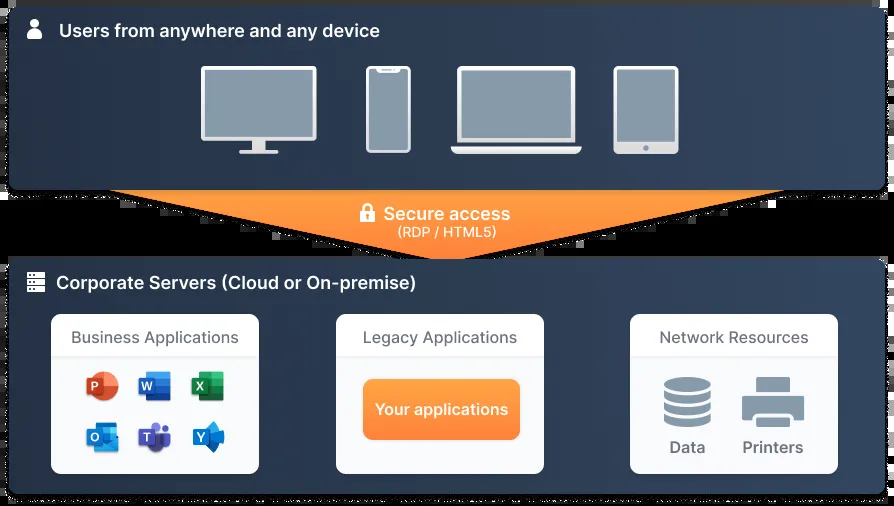 Users from anywhere and any device
Secure access
(RDP / HTML5)
Corporate Servers (Cloud or On-premise)
Business Applications
P
W
X
O
T
Y
Legacy Applications
Your applications
Network Resources
Data
Printers